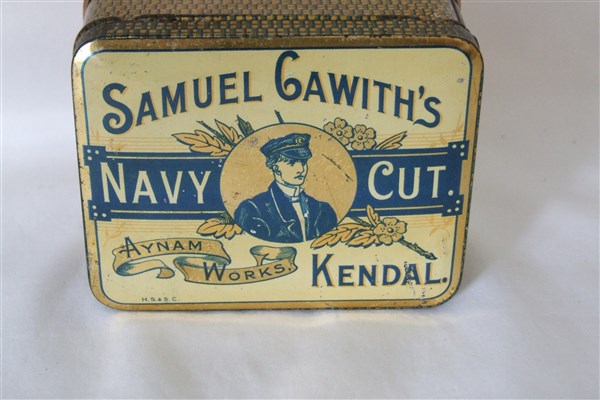 SAMUEL GAWITH'S
NAVY CUT.
AYNAM
WORKS.
KENDAL.
H.S.& S.C.